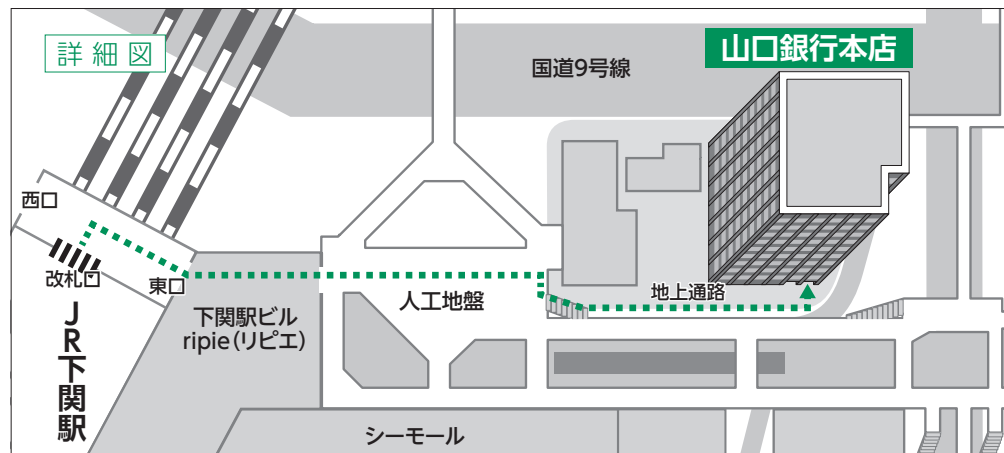 詳細図
国道9号線
山口銀行本店
西口
改札口
東口
JR下関駅
下関駅ビル
ripie(リピエ)
人工地盤
地上通路
シーモール